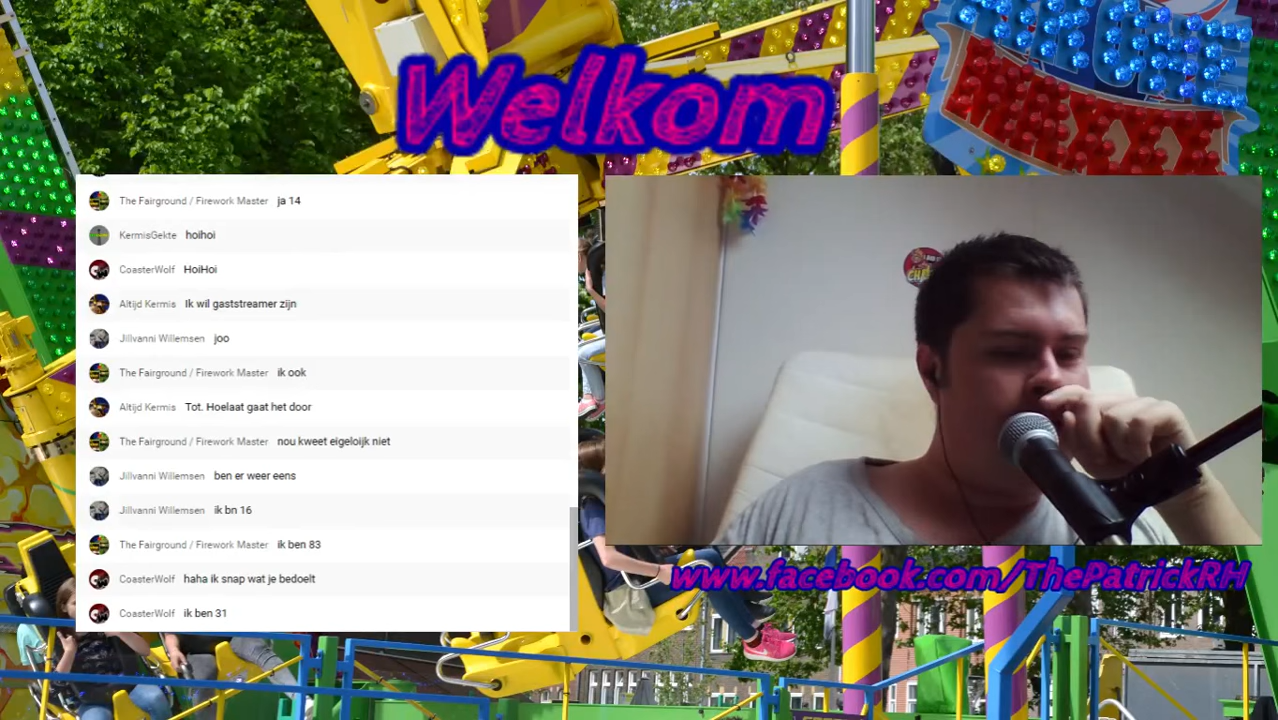 Welkom
The Fairground / Firework Master ja 14
KermisGekte hoihoi
CoasterWolf HoiHoi
Altijd Kermis Ik wil gaststreamer zijn
Jillvanni Willemsen joo
The Fairground / Firework Master ik ook
Altijd Kermis Tot. Hoelaat gaat het door
The Fairground / Firework Master nou kweet eigeloijk niet
Jillvanni Willemsen ben er weer eens
Jillvanni Willemsen ik bn 16
The Fairground / Firework Master ik ben 83
CoasterWolf haha ik snap wat je bedoelt
CoasterWolf ik ben 31
www.facebook.com/ThePatrickRH